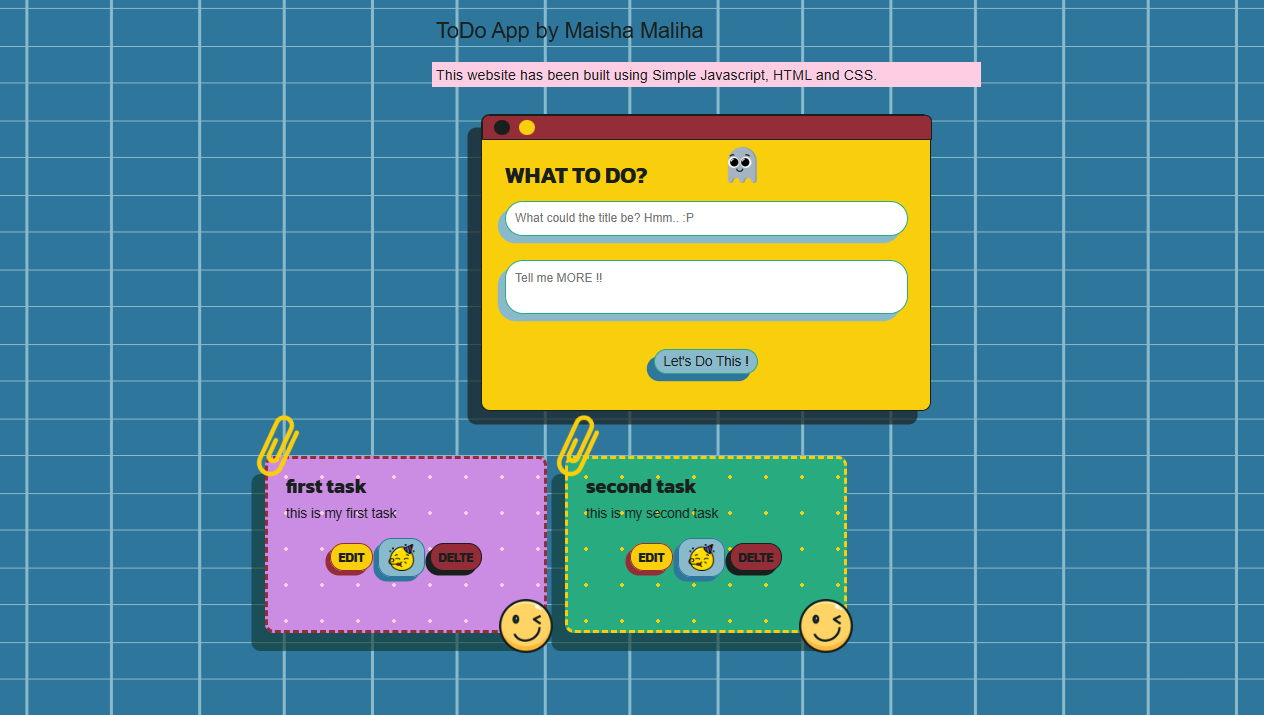 ToDo App by Maisha Maliha
This website has been built using Simple Javascript, HTML and CSS.
WHAT TO DO?
What could the title be? Hmm.. :P
Tell me MORE !!
Let's Do This !
first task
this is my first task
EDIT DELTE
second task
this is my second task
EDIT DELTE